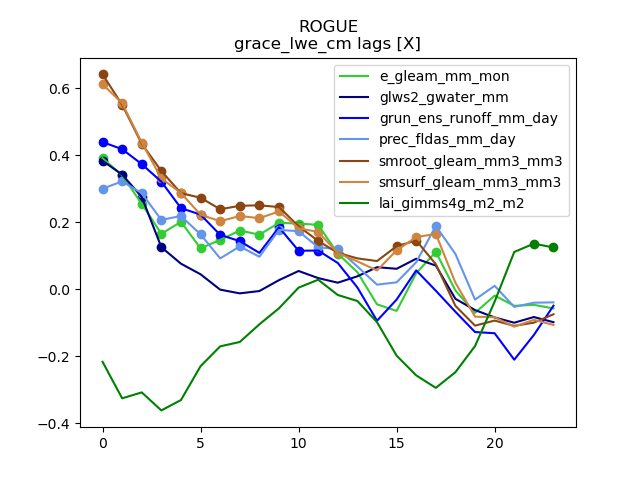 ROGUE
grace_lwe_cm lags [X]
e_gleam_mm_mon
glws2_gwater_mm
grun_ens_runoff_mm_day
prec_fldas_mm_day
smroot_gleam_mm3_mm3
smsurf_gleam_mm3_mm3
lai_gimms4g_m2_m2
0.6
0.4
0.2
0.0
−0.2
−0.4
0 5 10 15 20